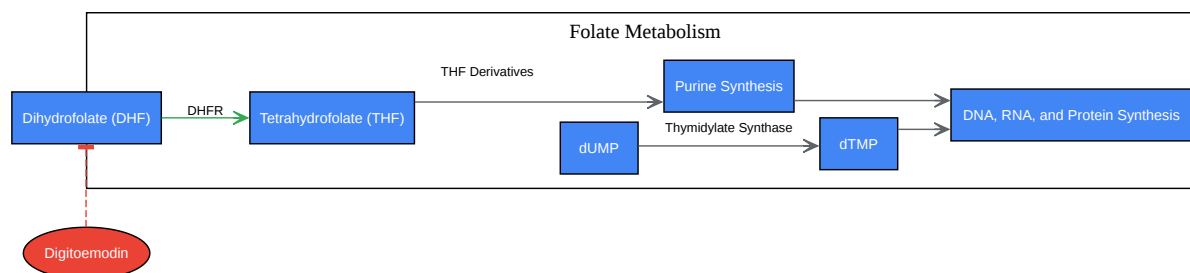 Folate Metabolism
THF Derivatives
Purine Synthesis
Dihydrofolate (DHF)
DHFR
Tetrahydrofolate (THF)
DNA, RNA, and Protein Synthesis
dUMP
Thymidylate Synthase
dTMP
Digitoemodin